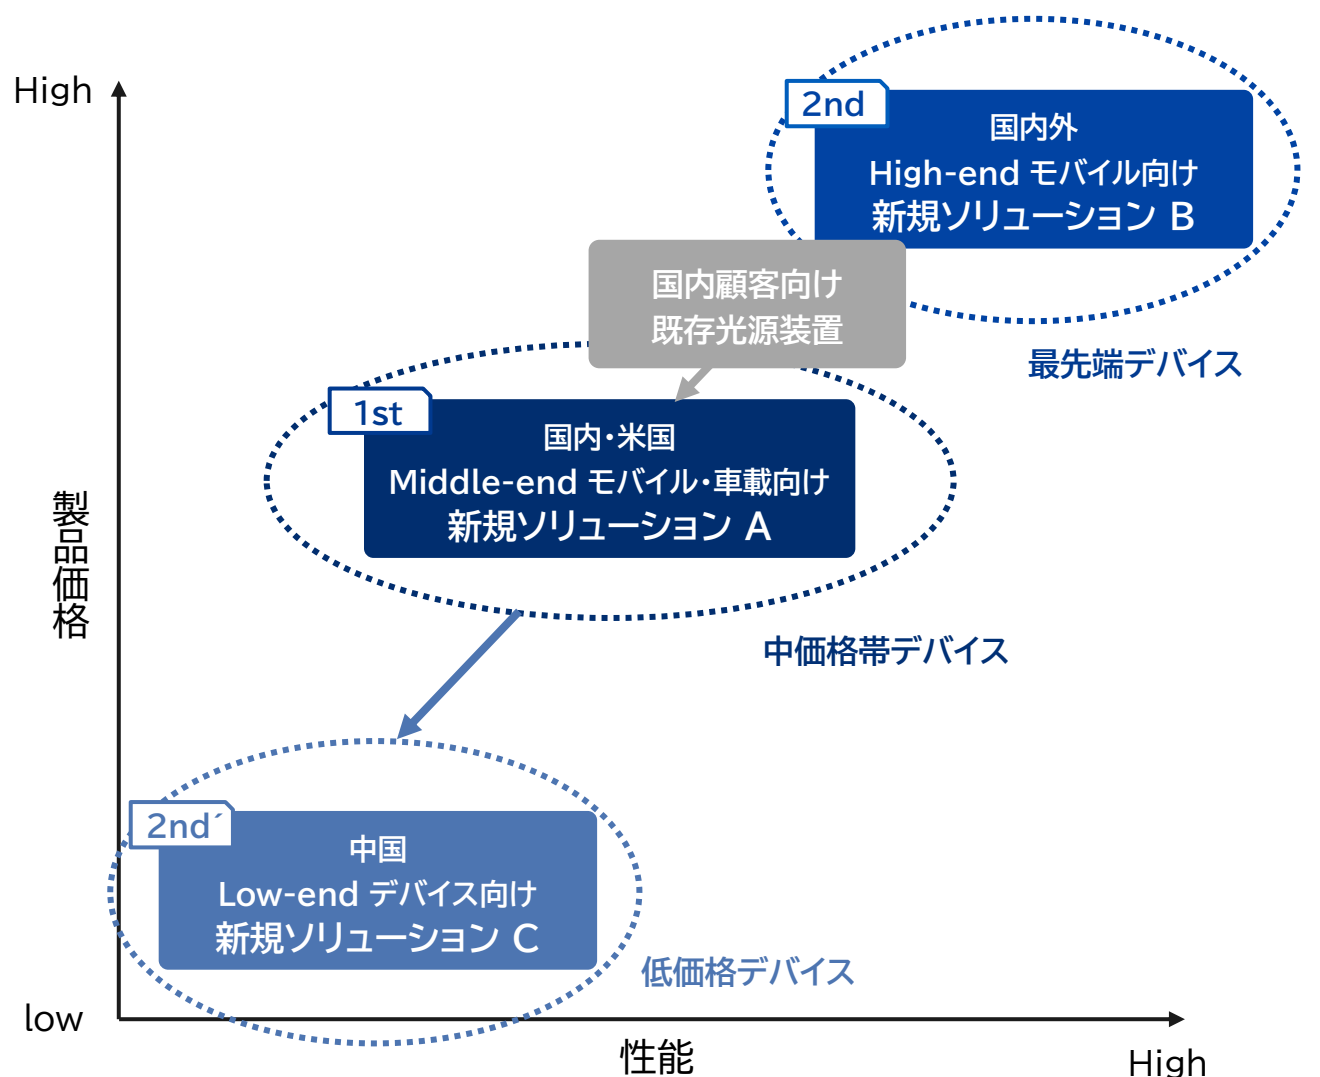 High
2nd
国内外
High-end モバイル向け
新規ソリューション B
国内顧客向け
既存光源装置
最先端デバイス
1st
国内・米国
Middle-end モバイル・車載向け
新規ソリューション A
製品価格
中価格帯デバイス
2nd´
中国
Low-end デバイス向け
新規ソリューション C
低価格デバイス
low
性能
High